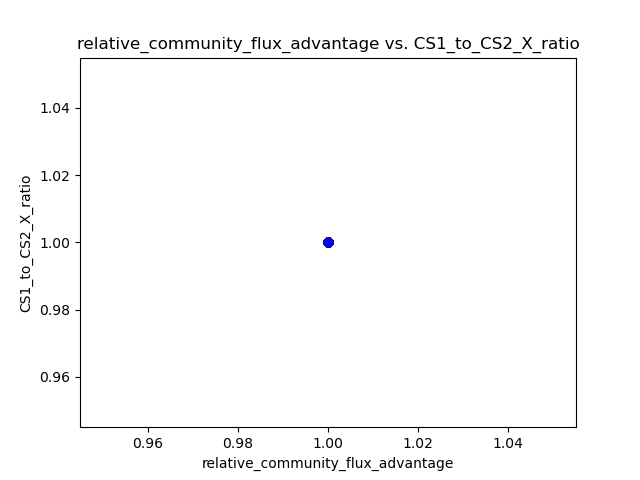 relative_community_flux_advantage vs. CS1_to_CS2_X_ratio
1.04
1.02
1.00
0.98
0.96
CS1_to_CS2_X_ratio
0.96 0.98 1.00 1.02 1.04
relative_community_flux_advantage